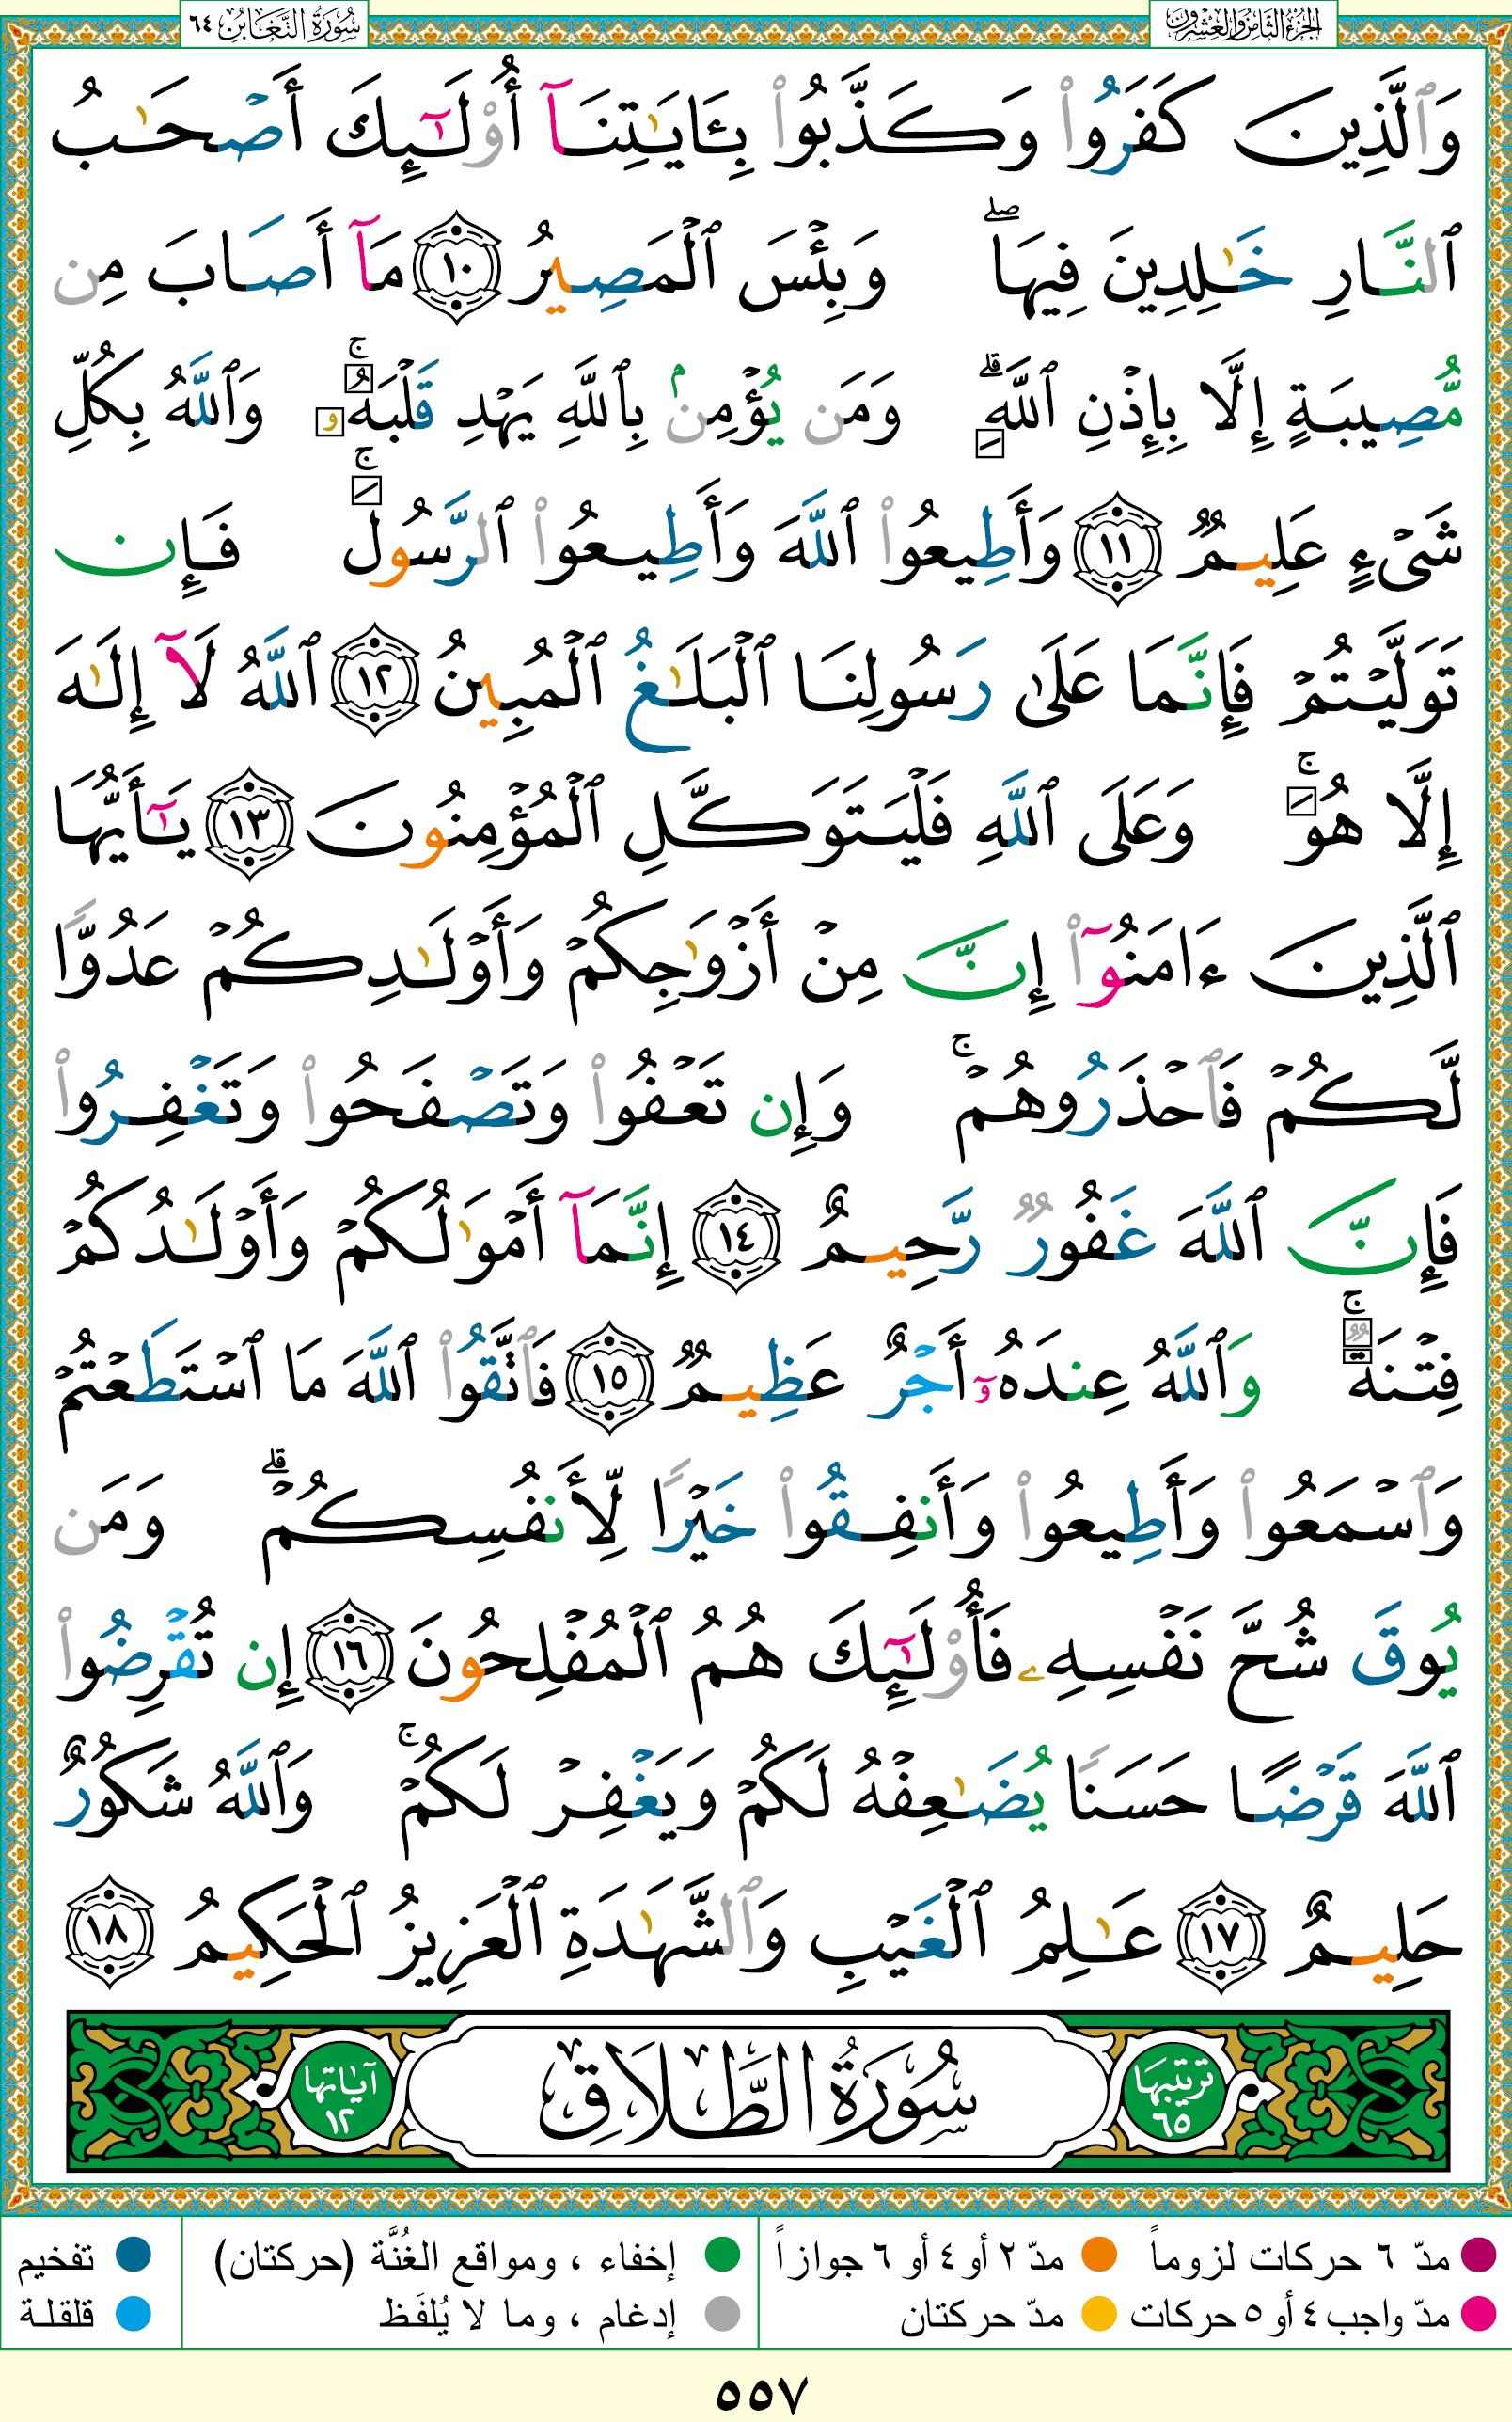 الجزء الثامن والعشرون
سورة التغابن ٦٤
وَٱلَّذِينَ كَفَرُوا۟ وَكَذَّبُوا۟ بِـَٔايَـٰتِنَآ أُو۟لَـٰٓئِكَ أَصْحَـٰبُ
ٱلنَّارِ خَـٰلِدِينَ فِيهَا ۖ وَبِئْسَ ٱلْمَصِيرُ ١٠ مَآ أَصَابَ مِن
مُّصِيبَةٍ إِلَّا بِإِذْنِ ٱللَّهِ ۗ وَمَن يُؤْمِنۢ بِٱللَّهِ يَهْدِ قَلْبَهُۥ ۚ وَٱللَّهُ بِكُلِّ
شَىْءٍ عَلِيمٌ ١١ وَأَطِيعُوا۟ ٱللَّهَ وَأَطِيعُوا۟ ٱلرَّسُولَ ۚ فَإِن
تَوَلَّيْتُمْ فَإِنَّمَا عَلَىٰ رَسُولِنَا ٱلْبَلَـٰغُ ٱلْمُبِينُ ١٢ ٱللَّهُ لَآ إِلَـٰهَ
إِلَّا هُوَ ۚ وَعَلَى ٱللَّهِ فَلْيَتَوَكَّلِ ٱلْمُؤْمِنُونَ ١٣ يَـٰٓأَيُّهَا
ٱلَّذِينَ ءَامَنُوٓا۟ إِنَّ مِنْ أَزْوَٰجِكُمْ وَأَوْلَـٰدِكُمْ عَدُوًّا
لَّكُمْ فَٱحْذَرُوهُمْ ۚ وَإِن تَعْفُوا۟ وَتَصْفَحُوا۟ وَتَغْفِرُوا۟
فَإِنَّ ٱللَّهَ غَفُورٌ رَّحِيمٌ ١٤ إِنَّمَآ أَمْوَٰلُكُمْ وَأَوْلَـٰدُكُمْ
فِتْنَةٌ ۚ وَٱللَّهُ عِندَهُۥٓ أَجْرٌ عَظِيمٌ ١٥ فَٱتَّقُوا۟ ٱللَّهَ مَا ٱسْتَطَعْتُمْ
وَٱسْمَعُوا۟ وَأَطِيعُوا۟ وَأَنفِقُوا۟ خَيْرًا لِّأَنفُسِكُمْ ۗ وَمَن
يُوقَ شُحَّ نَفْسِهِۦ فَأُو۟لَـٰٓئِكَ هُمُ ٱلْمُفْلِحُونَ ١٦ إِن تُقْرِضُوا۟
ٱللَّهَ قَرْضًا حَسَنًا يُضَـٰعِفْهُ لَكُمْ وَيَغْفِرْ لَكُمْ ۚ وَٱللَّهُ شَكُورٌ
حَلِيمٌ ١٧ عَـٰلِمُ ٱلْغَيْبِ وَٱلشَّهَـٰدَةِ ٱلْعَزِيزُ ٱلْحَكِيمُ ١٨
ترتيبها ٦٥
سُورَةُ الطَّلَاقِ
آياتها ١٢
مدّ ٦ حركات لزوماً مدّ ٢ أو ٤ أو ٦ جوازاً إخفاء ، ومواقع الغُنَّة (حركتان) تفخيم
مدّ واجب ٤ أو ٥ حركات مدّ حركتان إدغام ، وما لا يُلفَظ قلقلة
٥٥٧